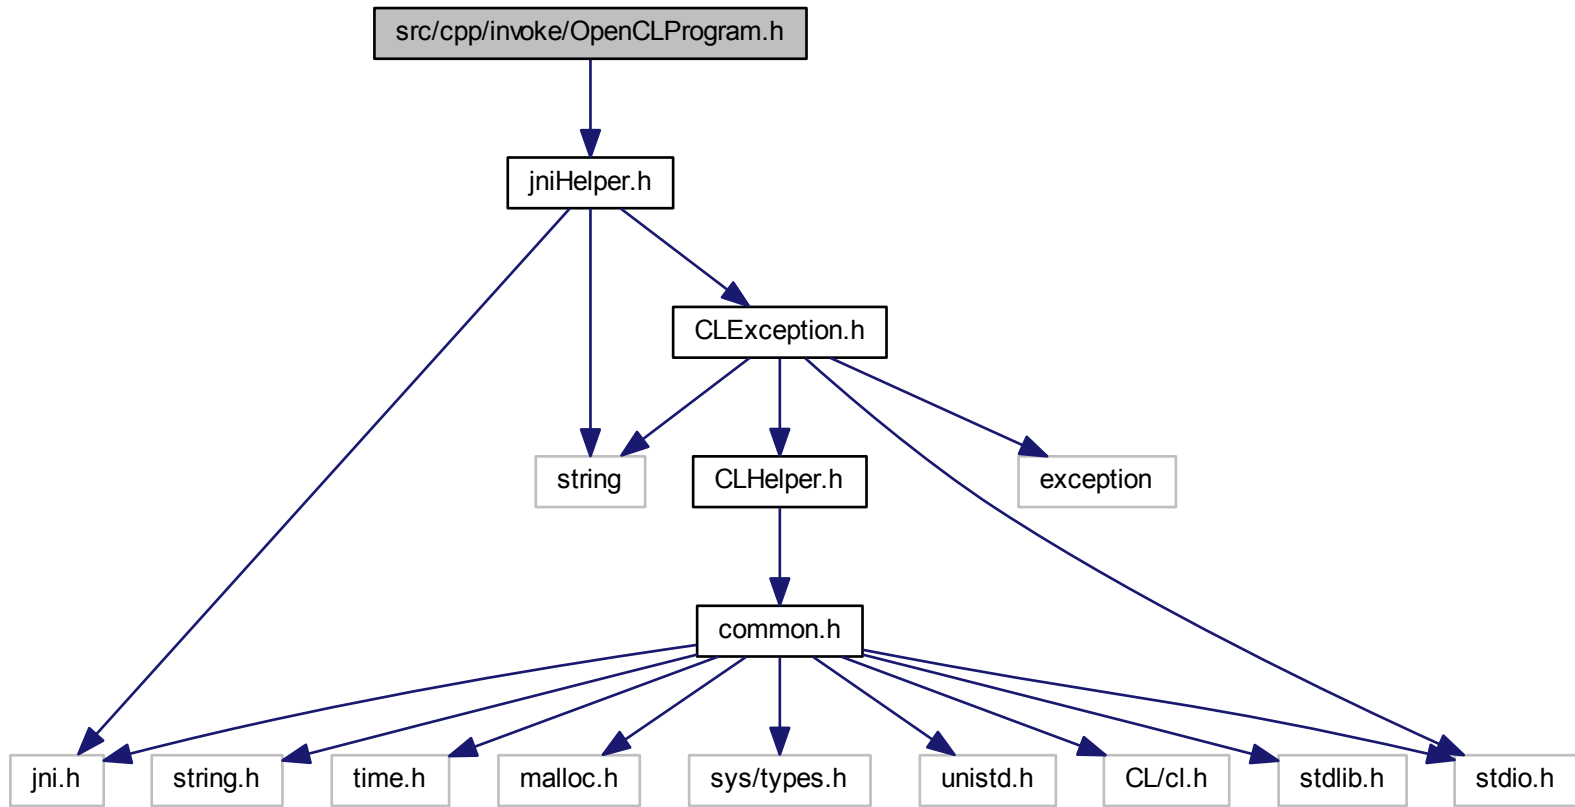 src/cpp/invoke/OpenCLProgram.h
jniHelper.h
CLException.h
string
CLHelper.h
exception
common.h
jni.h
string.h
time.h
malloc.h
sys/types.h
unistd.h
CL/cl.h
stdlib.h
stdio.h